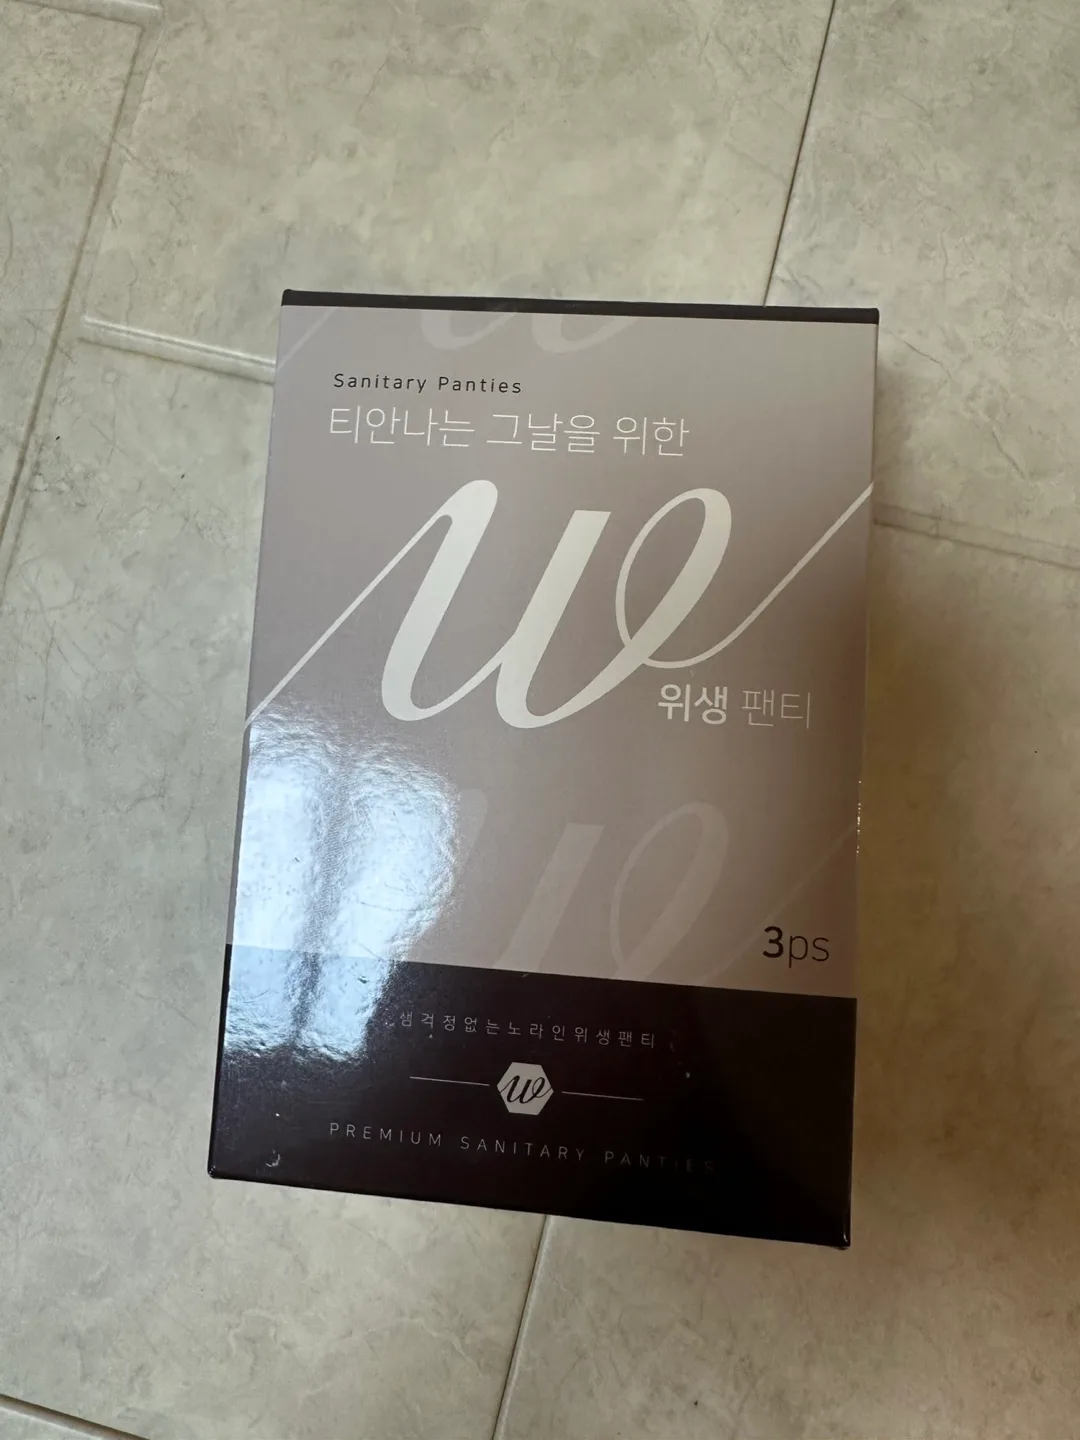 Sanitary Panties
티안나는 그날을 위한
w
위생 팬티
3ps
샘걱정없는노라인위생팬티
w
PREMIUM SANITARY PANTIES